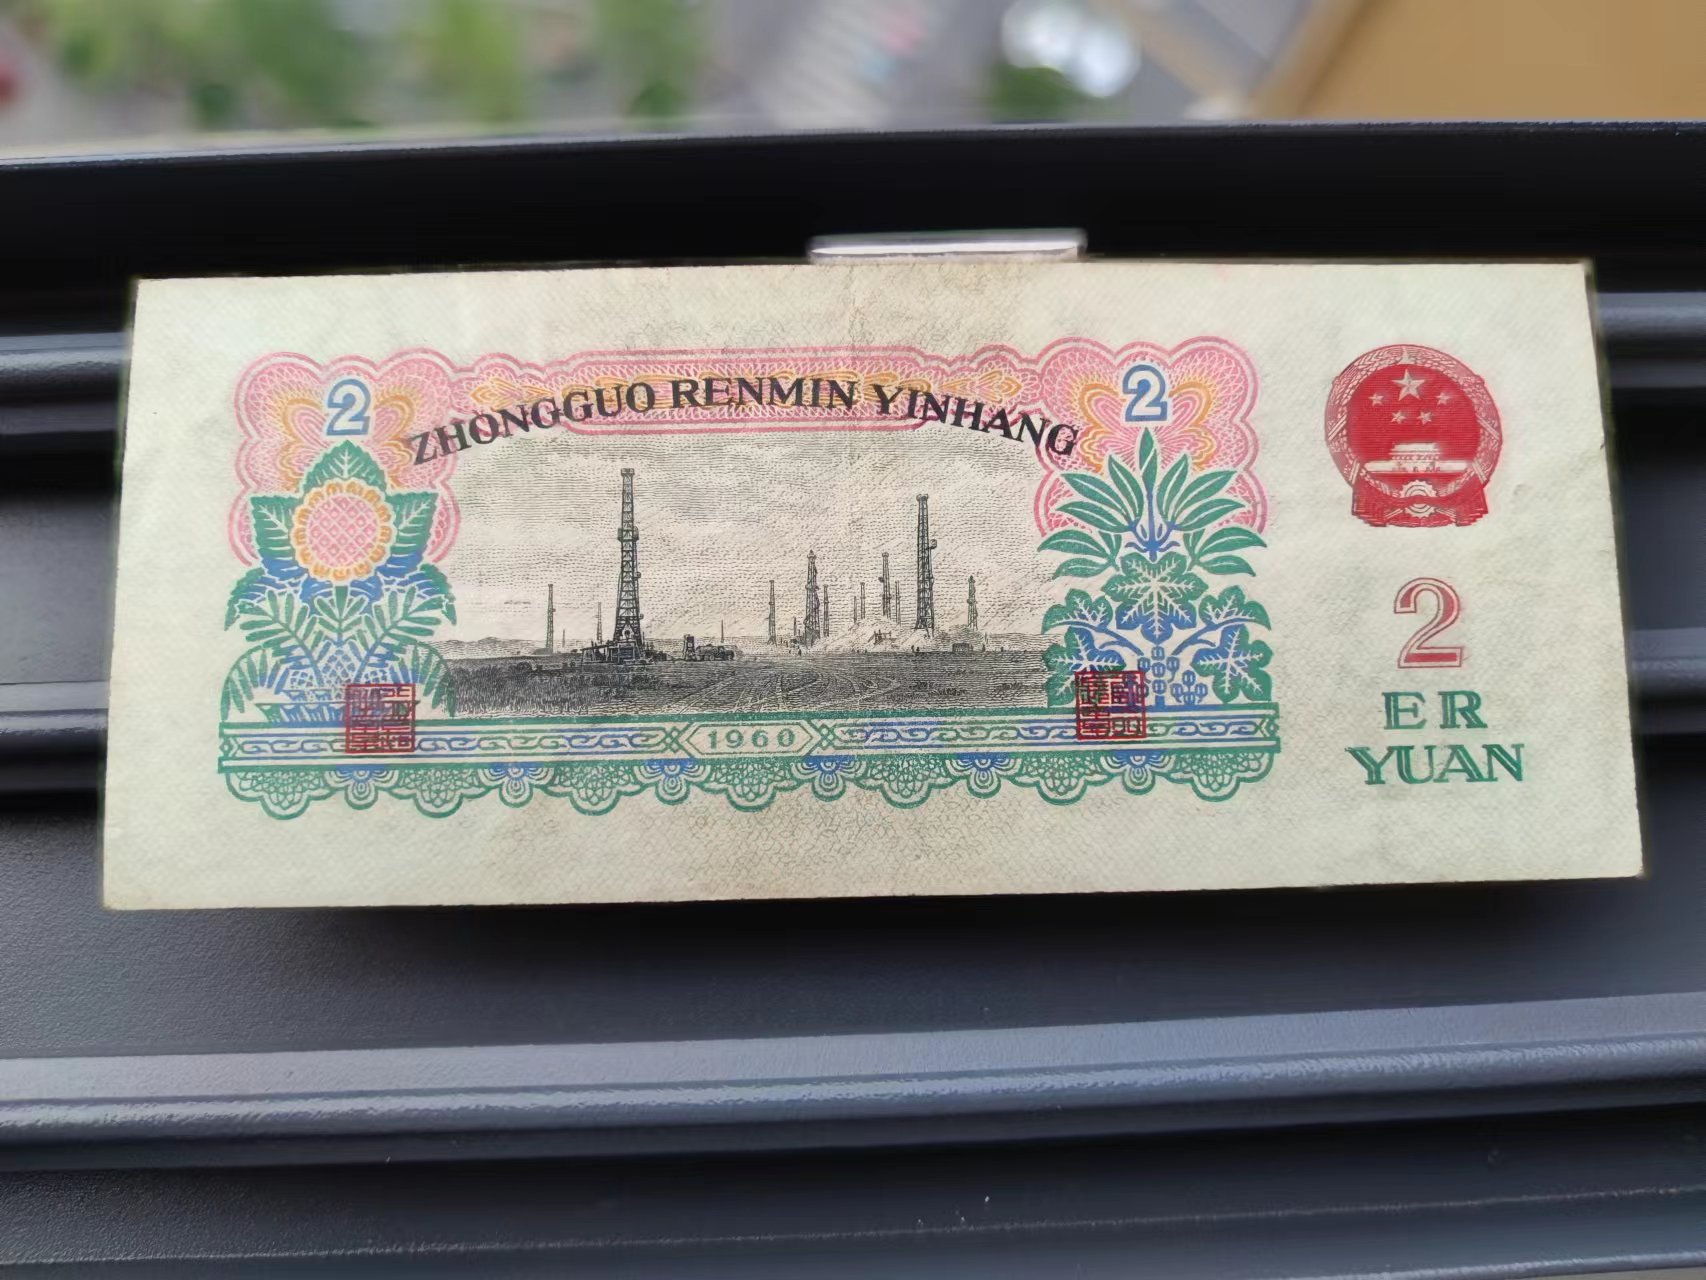 2
2
ZHONGGUO RENMIN YINHANG
1960
2
ER
YUAN